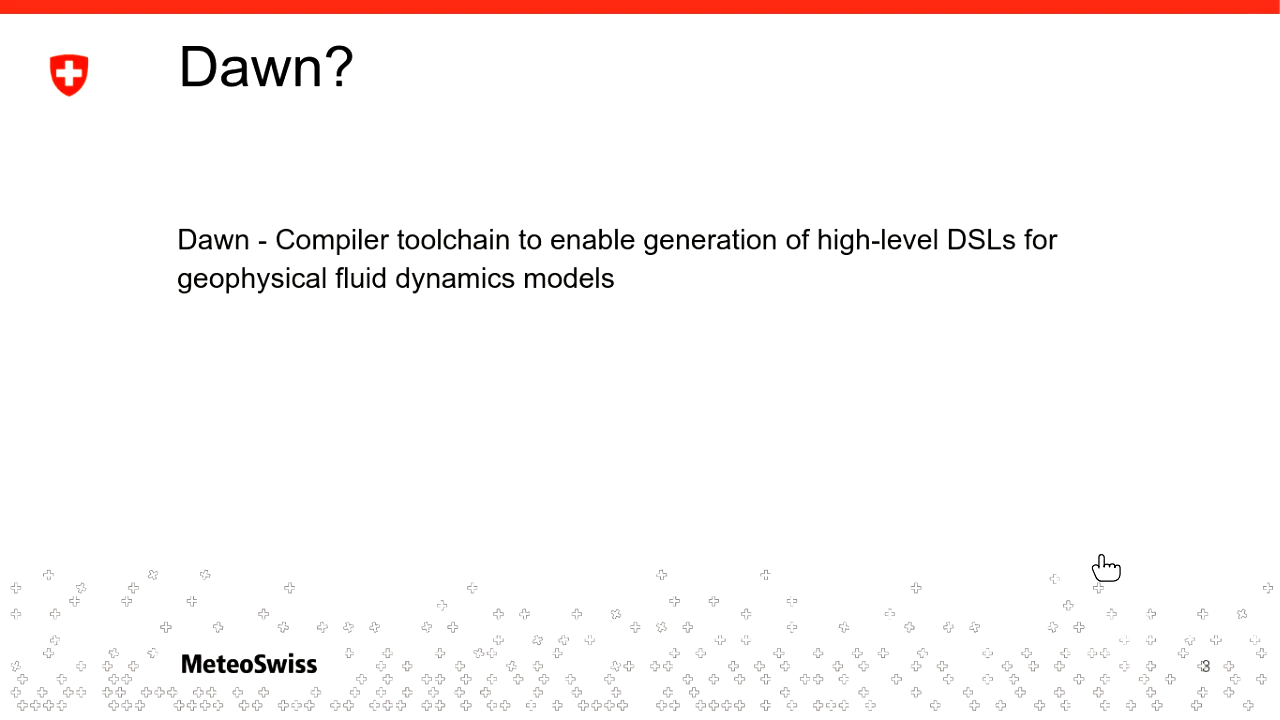 Dawn?
Dawn - Compiler toolchain to enable generation of high-level DSLs for
geophysical fluid dynamics models
MeteoSwiss
3